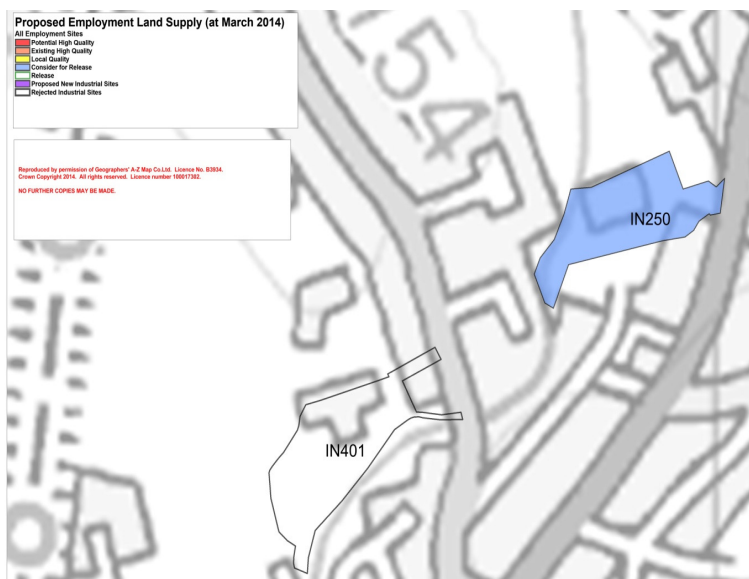 Proposed Employment Land Supply (at March 2014)
All Employment Sites
Potential High Quality
Existing High Quality
Local Quality
Consider for Release
Release
Proposed New Industrial Sites
Rejected Industrial Sites
Reproduced by permission of Geographers' A-Z Map Co.Ltd. Licence No. B3934.
Crown Copyright 2014. All rights reserved. Licence number 100017302.
NO FURTHER COPIES MAY BE MADE.
154
IN250
IN401